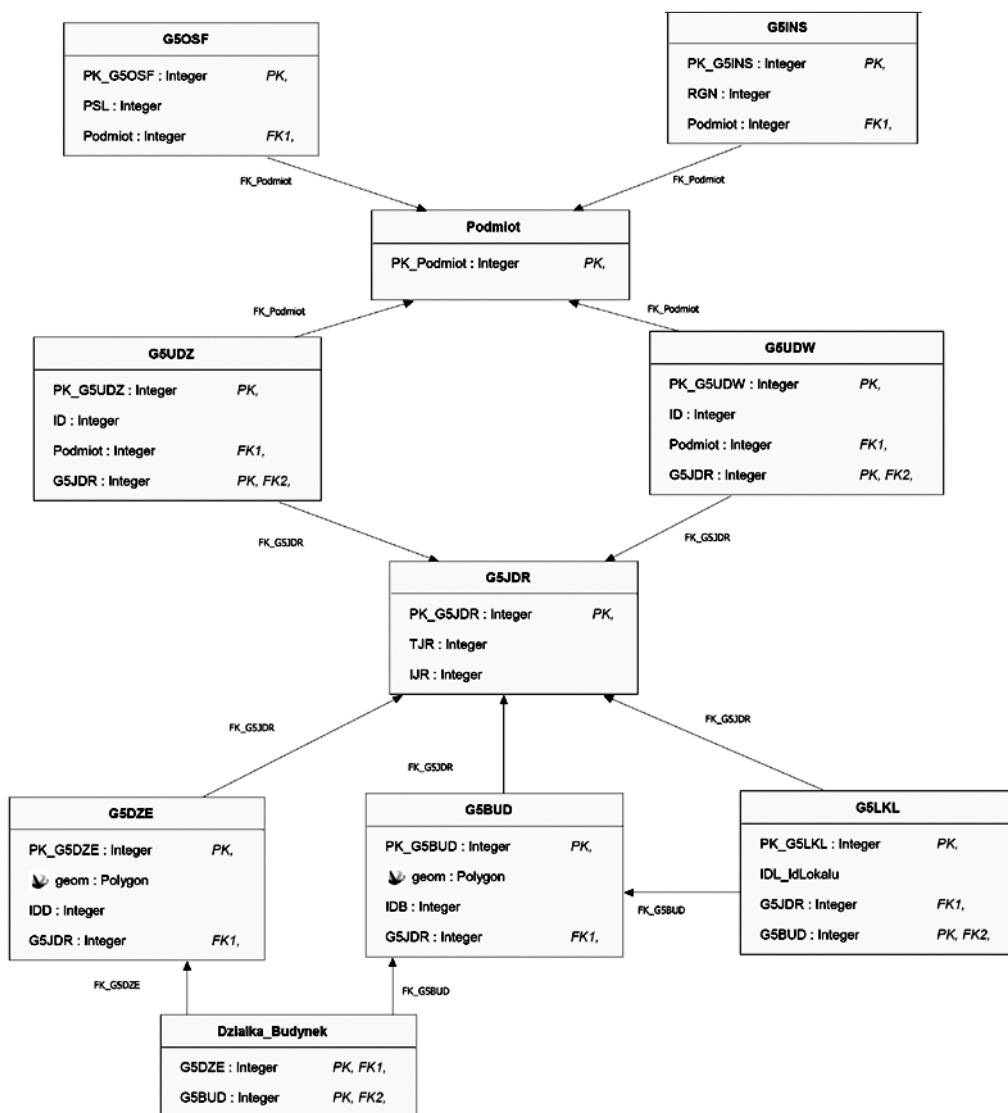 G5OSF
PK_G5OSF : Integer PK,
PSL : Integer
Podmiot : Integer FK1,
G5INS
PK_G5INS : Integer PK,
RGN : Integer
Podmiot : Integer FK1,
FK_Podmiot
FK_Podmiot
Podmiot
PK_Podmiot : Integer PK,
FK_Podmiot
FK_Podmiot
G5UDZ
PK_G5UDZ : Integer PK,
ID : Integer
Podmiot : Integer FK1,
G5JDR : Integer PK, FK2,
G5UDW
PK_G5UDW : Integer PK,
ID : Integer
Podmiot : Integer FK1,
G5JDR : Integer PK, FK2,
FK_G5JDR
FK_G5JDR
G5JDR
PK_G5JDR : Integer PK,
TJR : Integer
IJR : Integer
FK_G5JDR
FK_G5JDR
FK_G5JDR
G5DZE
PK_G5DZE : Integer PK,
geom : Polygon
IDD : Integer
G5JDR : Integer FK1,
G5BUD
PK_G5BUD : Integer PK,
geom : Polygon
IDB : Integer
G5JDR : Integer FK1,
G5LKL
PK_G5LKL : Integer PK,
IDL_IdLokalu
G5JDR : Integer FK1,
G5BUD : Integer PK, FK2,
FK_G5BUD
FK_G5DZE
FK_G5BUD
Dzialka_Budynek
G5DZE : Integer PK, FK1,
G5BUD : Integer PK, FK2,